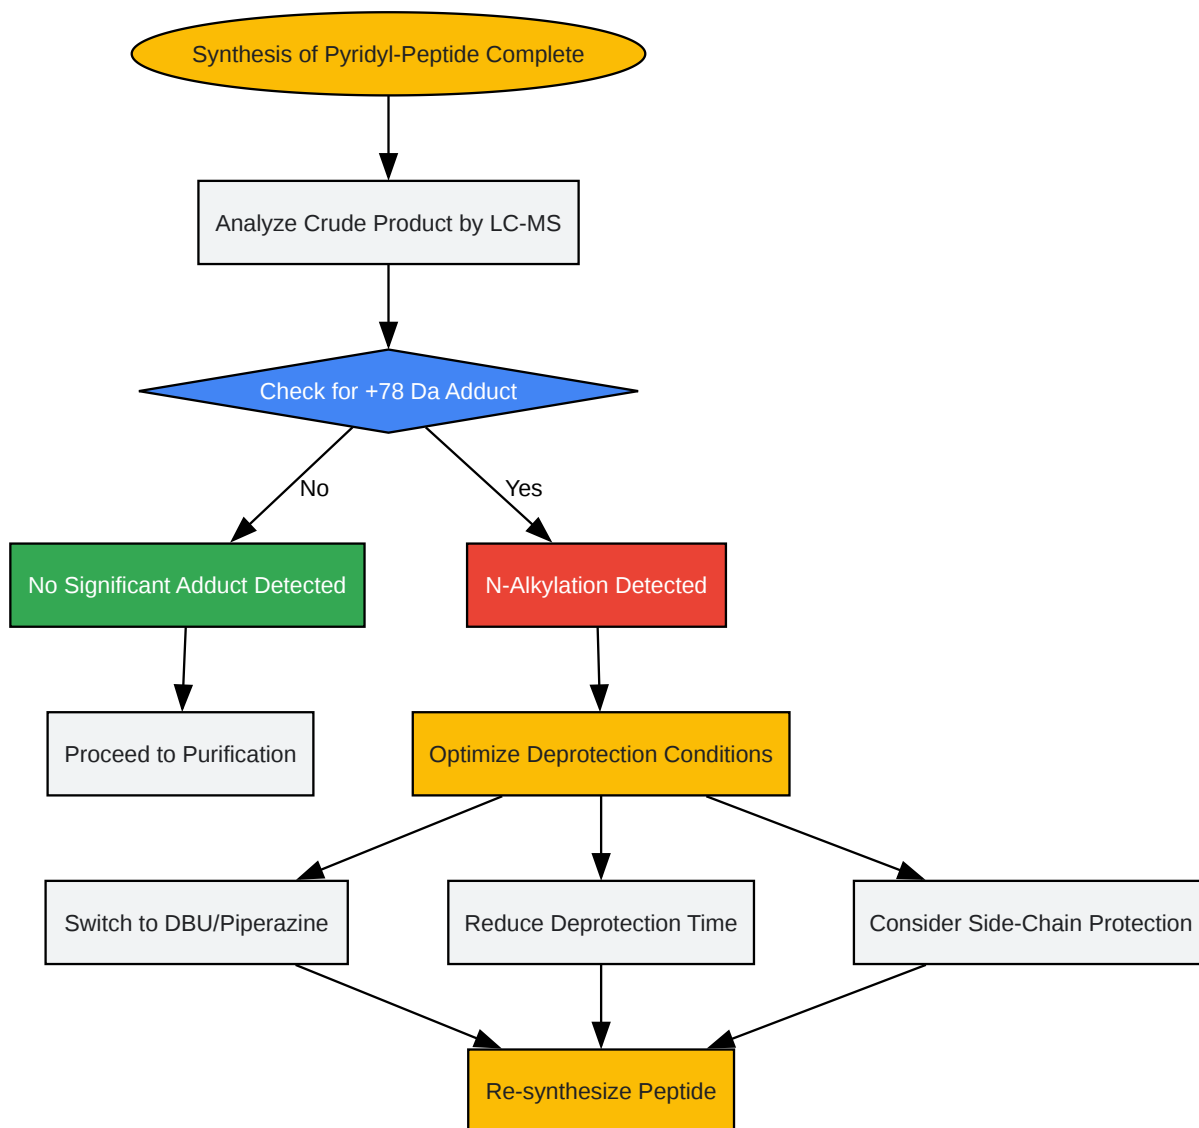 Synthesis of Pyridyl-Peptide Complete
Analyze Crude Product by LC-MS
Check for +78 Da Adduct
No
Yes
No Significant Adduct Detected
N-Alkylation Detected
Proceed to Purification
Optimize Deprotection Conditions
Switch to DBU/Piperazine
Reduce Deprotection Time
Consider Side-Chain Protection
Re-synthesize Peptide